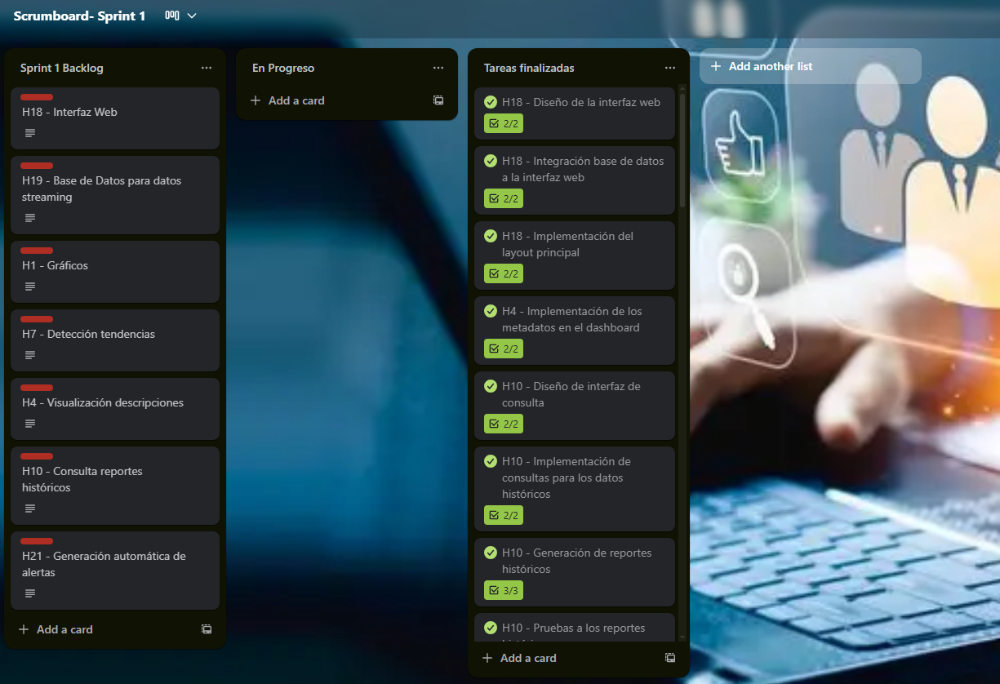 Scrumboard- Sprint 1
Sprint 1 Backlog
H18 - Interfaz Web
H19 - Base de Datos para datos
streaming
H1 - Gráficos
H7 - Detección tendencias
H4 - Visualización descripciones
H10 - Consulta reportes
históricos
H21 - Generación automática de
alertas
Add a card
En Progreso
Add a card
Tareas finalizadas
H18 - Diseño de la interfaz web
2/2
H18 - Integración base de datos
a la interfaz web
2/2
H18 - Implementación del
layout principal
2/2
H4 - Implementación de los
metadatos en el dashboard
2/2
H10 - Diseño de interfaz de
consulta
2/2
H10 - Implementación de
consultas para los datos
históricos
2/2
H10 - Generación de reportes
históricos
3/3
H10 - Pruebas a los reportes
Add a card
Add another list